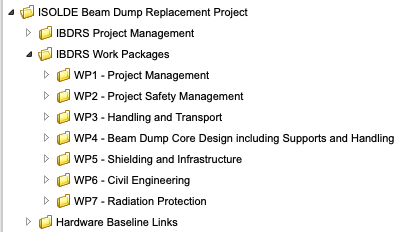 ISOLDE Beam Dump Replacement Project
IBDRS Project Management
IBDRS Work Packages
WP1 - Project Management
WP2 - Project Safety Management
WP3 - Handling and Transport
WP4 - Beam Dump Core Design including Supports and Handling
WP5 - Shielding and Infrastructure
WP6 - Civil Engineering
WP7 - Radiation Protection
Hardware Baseline Links